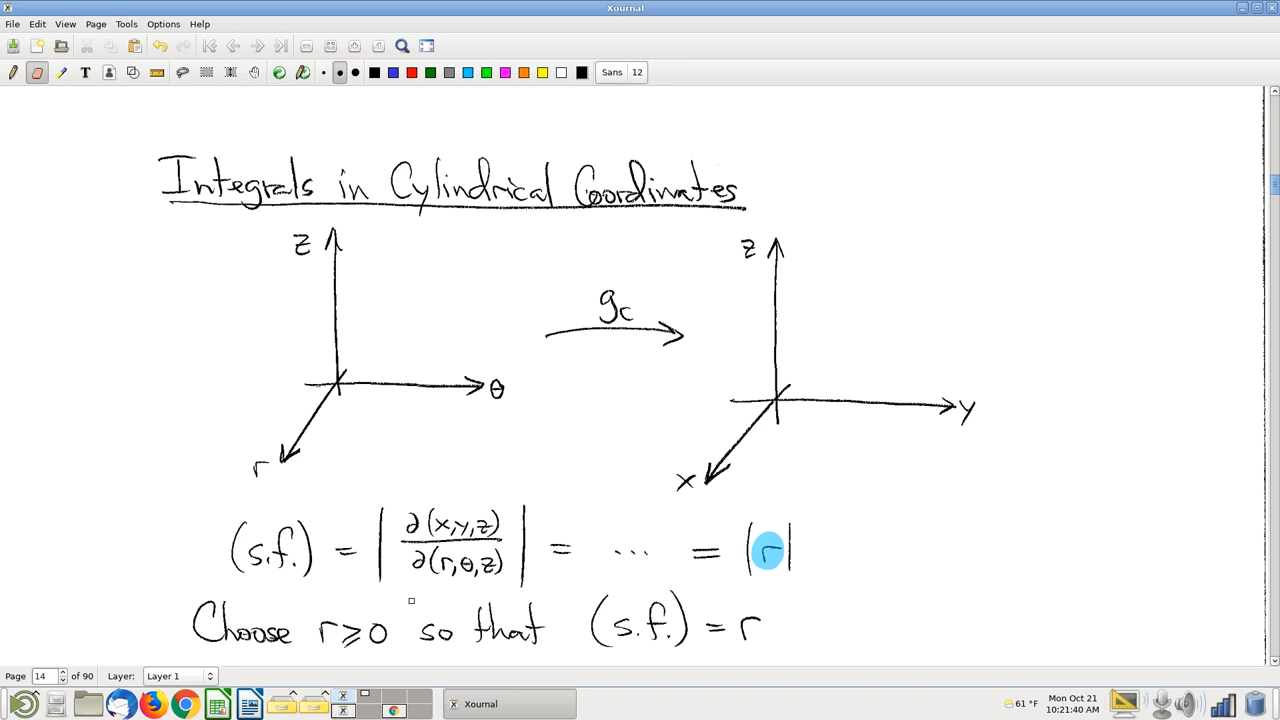 Xournal
File Edit View Page Tools Options Help
Sans 12
Integrals in Cylindrical Coordinates
z z
g_c
θ y
r x
(s.f.) = | ∂(x,y,z) / ∂(r,θ,z) | = ... = |r|
Choose r⩾0 so that (s.f.) = r
Page 14 of 90 Layer: Layer 1
Xournal
61 °F
Mon Oct 21
10:21:40 AM